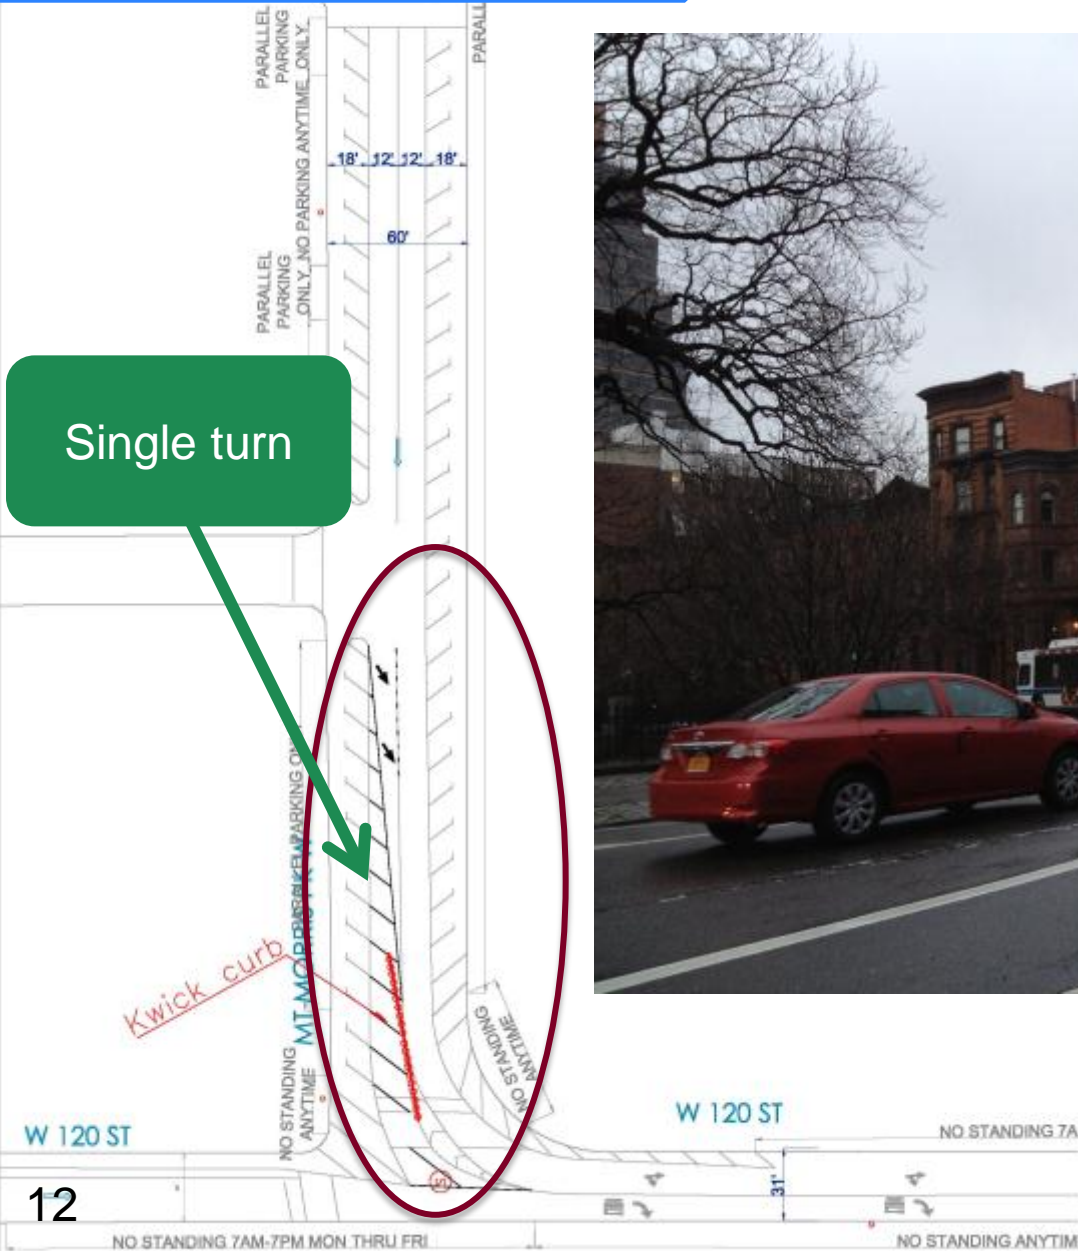 PARALLEL
PARKING
ONLY
NO PARKING ANYTIME
PARALL
18' 12' 12' 18'
60'
PARALLEL
PARKING
ONLY
Single turn
MT MORRIS PK W
Kwick curb
NO STANDING
ANYTIME
NO STANDING
ANYTIME
W 120 ST
W 120 ST
NO STANDING 7A
31'
12
NO STANDING 7AM-7PM MON THRU FRI
NO STANDING ANYTIM